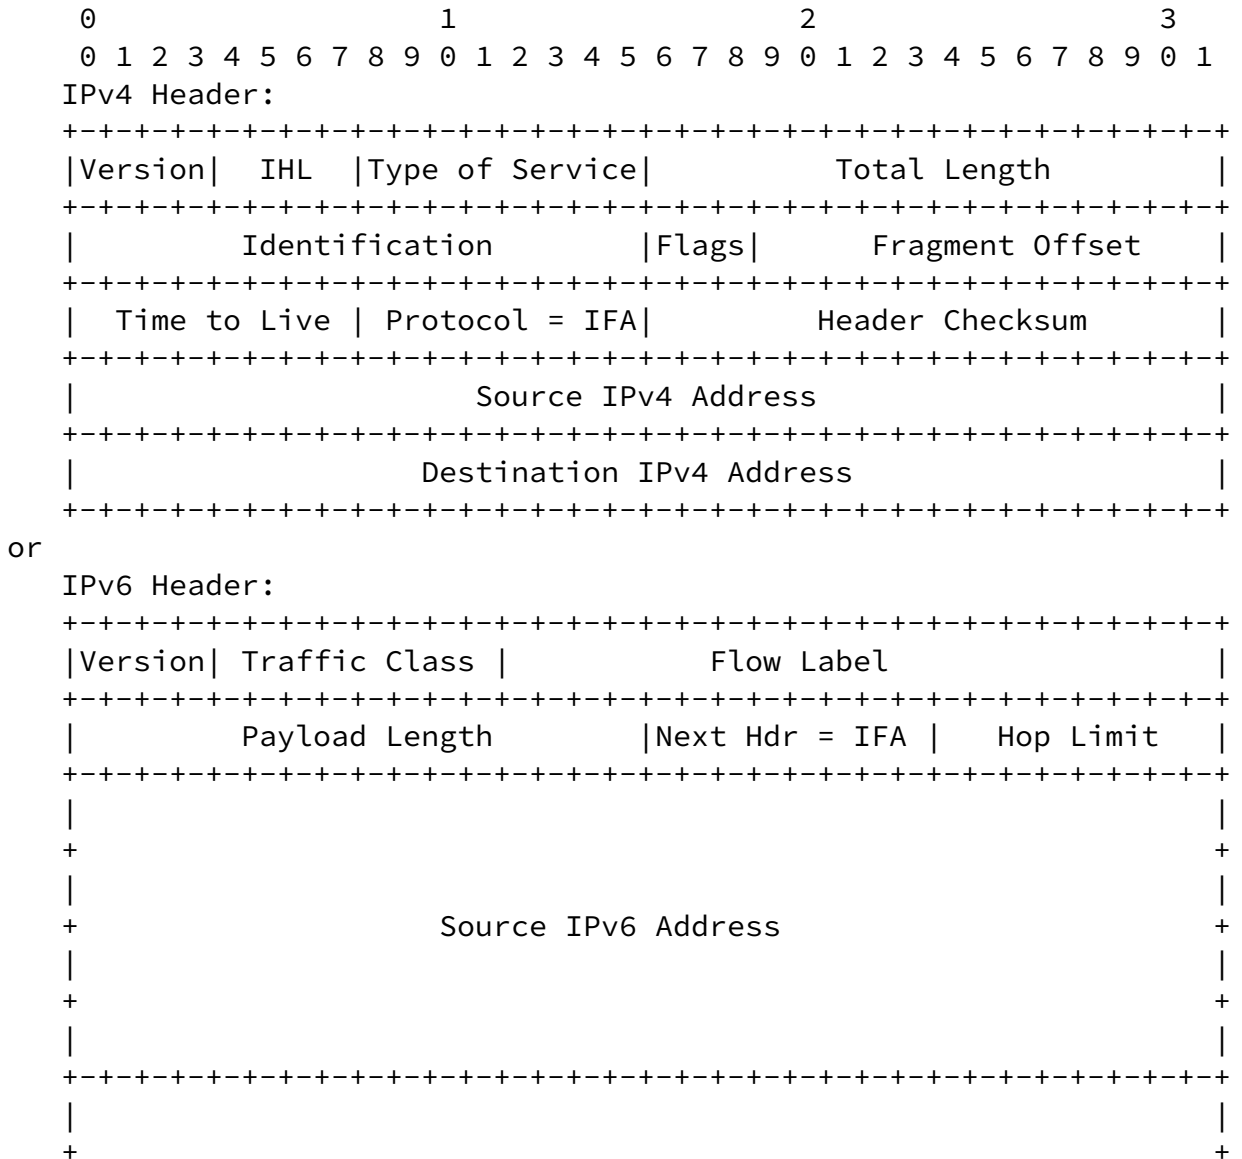 0                   1                   2                   3
 0 1 2 3 4 5 6 7 8 9 0 1 2 3 4 5 6 7 8 9 0 1 2 3 4 5 6 7 8 9 0 1
IPv4 Header:
+-+-+-+-+-+-+-+-+-+-+-+-+-+-+-+-+-+-+-+-+-+-+-+-+-+-+-+-+-+-+-+-+
|Version|  IHL  |Type of Service|          Total Length         |
+-+-+-+-+-+-+-+-+-+-+-+-+-+-+-+-+-+-+-+-+-+-+-+-+-+-+-+-+-+-+-+-+
|         Identification        |Flags|      Fragment Offset    |
+-+-+-+-+-+-+-+-+-+-+-+-+-+-+-+-+-+-+-+-+-+-+-+-+-+-+-+-+-+-+-+-+
|  Time to Live | Protocol = IFA|         Header Checksum       |
+-+-+-+-+-+-+-+-+-+-+-+-+-+-+-+-+-+-+-+-+-+-+-+-+-+-+-+-+-+-+-+-+
|                      Source IPv4 Address                      |
+-+-+-+-+-+-+-+-+-+-+-+-+-+-+-+-+-+-+-+-+-+-+-+-+-+-+-+-+-+-+-+-+
|                   Destination IPv4 Address                    |
+-+-+-+-+-+-+-+-+-+-+-+-+-+-+-+-+-+-+-+-+-+-+-+-+-+-+-+-+-+-+-+-+
or
IPv6 Header:
+-+-+-+-+-+-+-+-+-+-+-+-+-+-+-+-+-+-+-+-+-+-+-+-+-+-+-+-+-+-+-+-+
|Version| Traffic Class |           Flow Label                  |
+-+-+-+-+-+-+-+-+-+-+-+-+-+-+-+-+-+-+-+-+-+-+-+-+-+-+-+-+-+-+-+-+
|         Payload Length        |Next Hdr = IFA |   Hop Limit   |
+-+-+-+-+-+-+-+-+-+-+-+-+-+-+-+-+-+-+-+-+-+-+-+-+-+-+-+-+-+-+-+-+
|                                                               |
+                                                               +
|                                                               |
+                    Source IPv6 Address                        +
|                                                               |
+                                                               +
|                                                               |
+-+-+-+-+-+-+-+-+-+-+-+-+-+-+-+-+-+-+-+-+-+-+-+-+-+-+-+-+-+-+-+-+
|                                                               |
+                                                               +